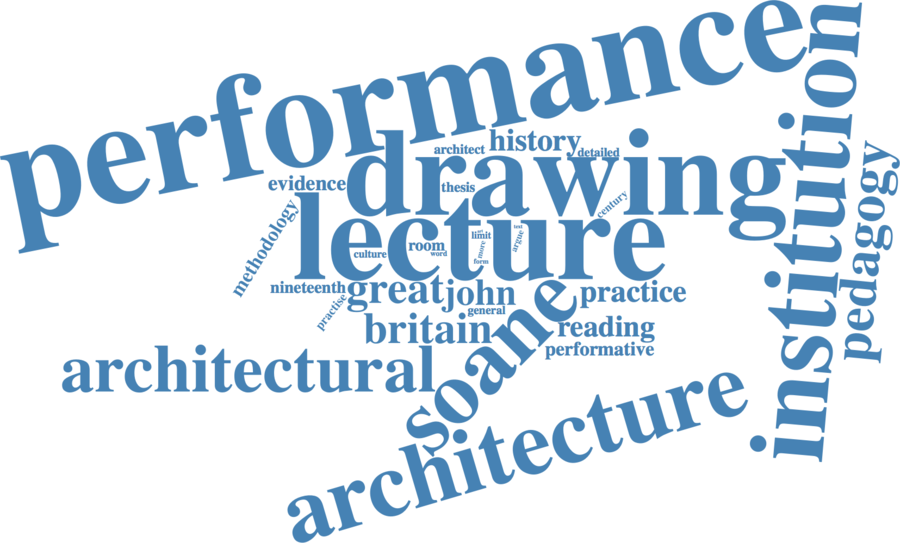 performance
institution
history
architect
detailed
drawing
evidence
thesis
pedagogy
century
methodology
lecture
text
limit
argue
room
more
culture
word
form
nineteenth
great
john
practice
practise
general
britain
reading
soane
performative
architectural
architecture